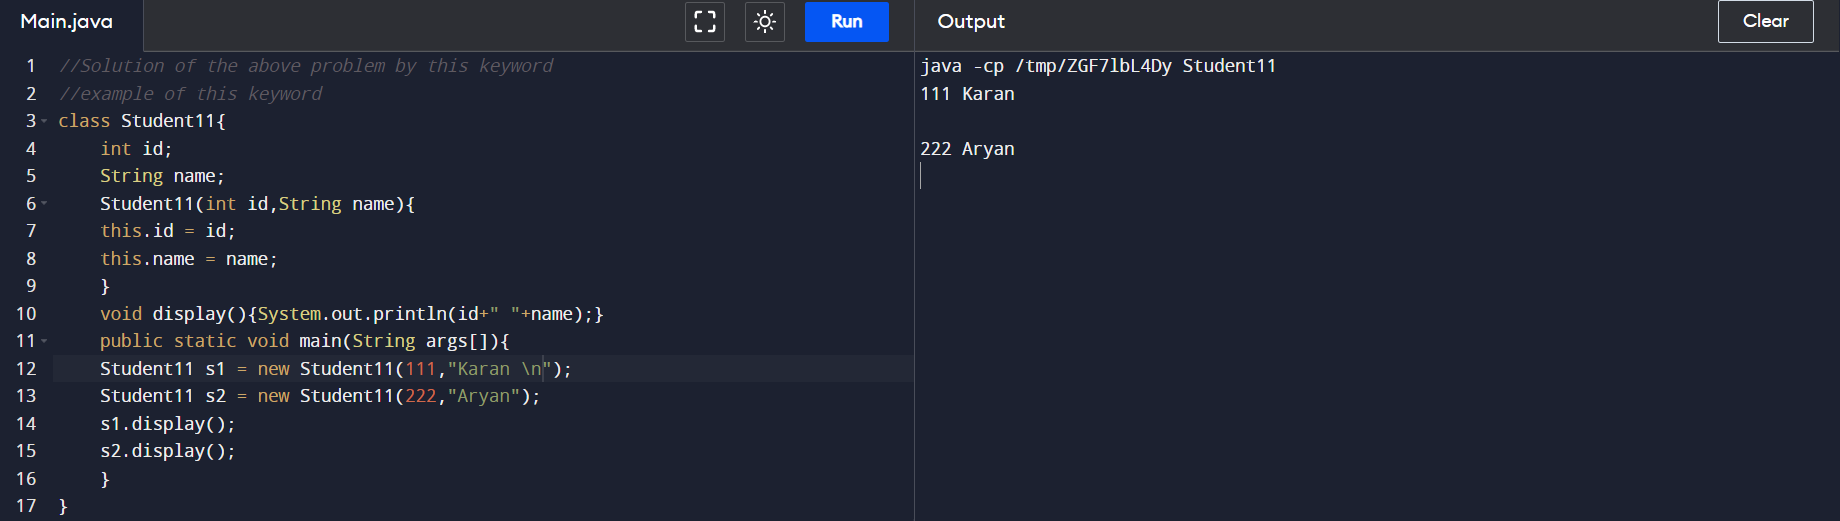 Main.java
Run
Output
Clear
1 //Solution of the above problem by this keyword
2 //example of this keyword
3 class Student11{
4 int id;
5 String name;
6 Student11(int id,String name){
7 this.id = id;
8 this.name = name;
9 }
10 void display(){System.out.println(id+" "+name);}
11 public static void main(String args[]){
12 Student11 s1 = new Student11(111,"Karan \n");
13 Student11 s2 = new Student11(222,"Aryan");
14 s1.display();
15 s2.display();
16 }
17 }
java -cp /tmp/ZGF7lbL4Dy Student11
111 Karan
222 Aryan